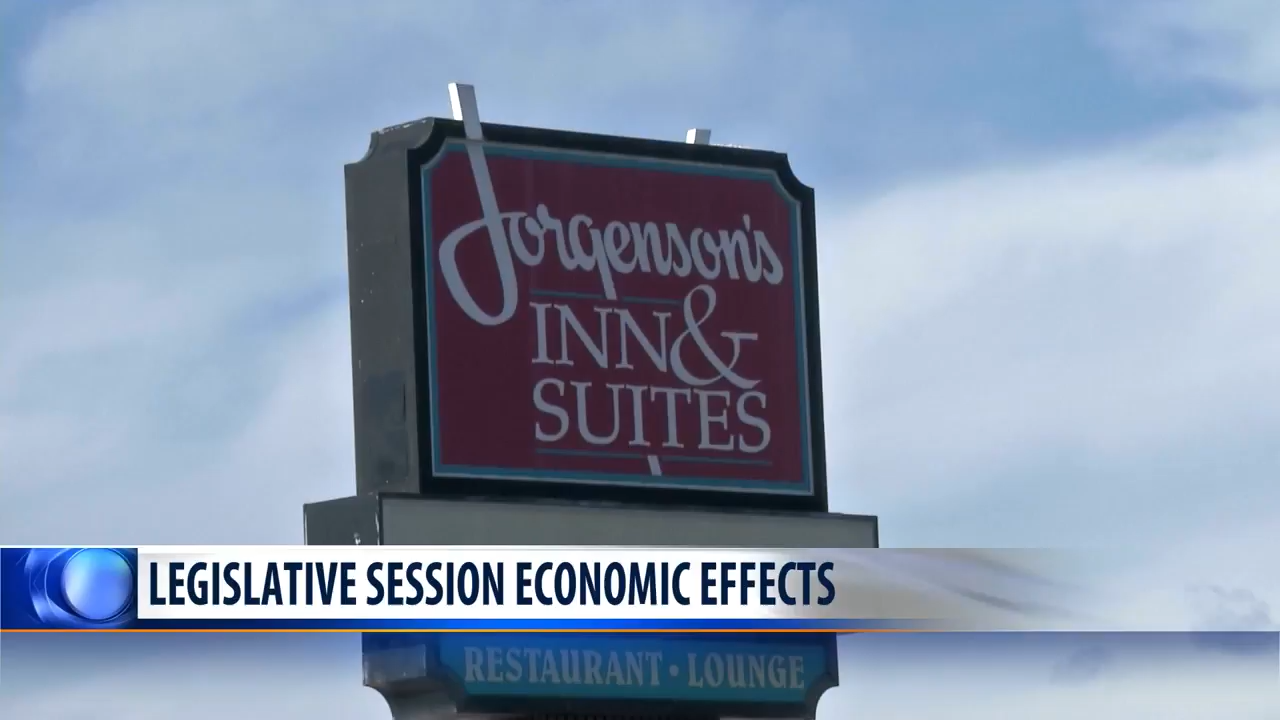 Jorgenson's
INN &
SUITES
LEGISLATIVE SESSION ECONOMIC EFFECTS
RESTAURANT • LOUNGE